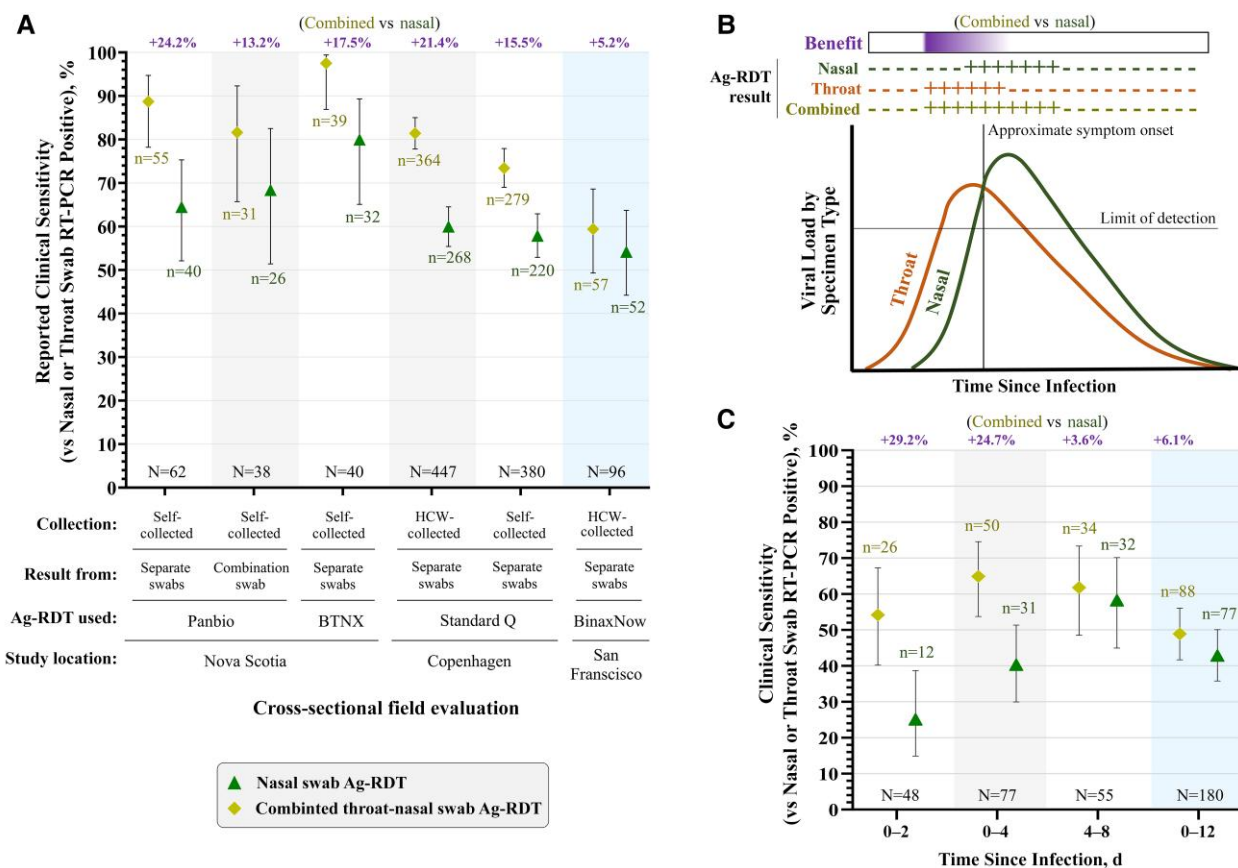 A
(Combined vs nasal)
+24.2% +13.2% +17.5% +21.4% +15.5% +5.2%
Reported Clinical Sensitivity
(vs Nasal or Throat Swab RT-PCR Positive), %
100
90
80
70
60
50
40
30
20
10
0
n=55
n=40
n=31
n=26
n=39
n=32
n=364
n=268
n=279
n=220
n=57
n=52
N=62 N=38 N=40 N=447 N=380 N=96
Collection: Self-collected Self-collected Self-collected HCW-collected Self-collected HCW-collected
Result from: Separate swabs Combination swab Separate swabs Separate swabs Separate swabs Separate swabs
Ag-RDT used: Panbio BTNX Standard Q BinaxNow
Study location: Nova Scotia Copenhagen San Franscisco
Cross-sectional field evaluation
Nasal swab Ag-RDT
Combinted throat-nasal swab Ag-RDT
B
(Combined vs nasal)
Benefit
Ag-RDT
result
Nasal - - - - - - - - +++++++ - - - - - - - - - - -
Throat - - - - - ++++++ - - - - - - - - - - - - - - -
Combined - - - - - ++++++++++ - - - - - - - - - - -
Approximate symptom onset
Limit of detection
Viral Load by
Specimen Type
Throat
Nasal
Time Since Infection
C
(Combined vs nasal)
+29.2% +24.7% +3.6% +6.1%
Clinical Sensitivity
(vs Nasal or Throat Swab RT-PCR Positive), %
100
90
80
70
60
50
40
30
20
10
0
n=26
n=12
n=50
n=31
n=34
n=32
n=88
n=77
N=48 N=77 N=55 N=180
0–2 0–4 4–8 0–12
Time Since Infection, d